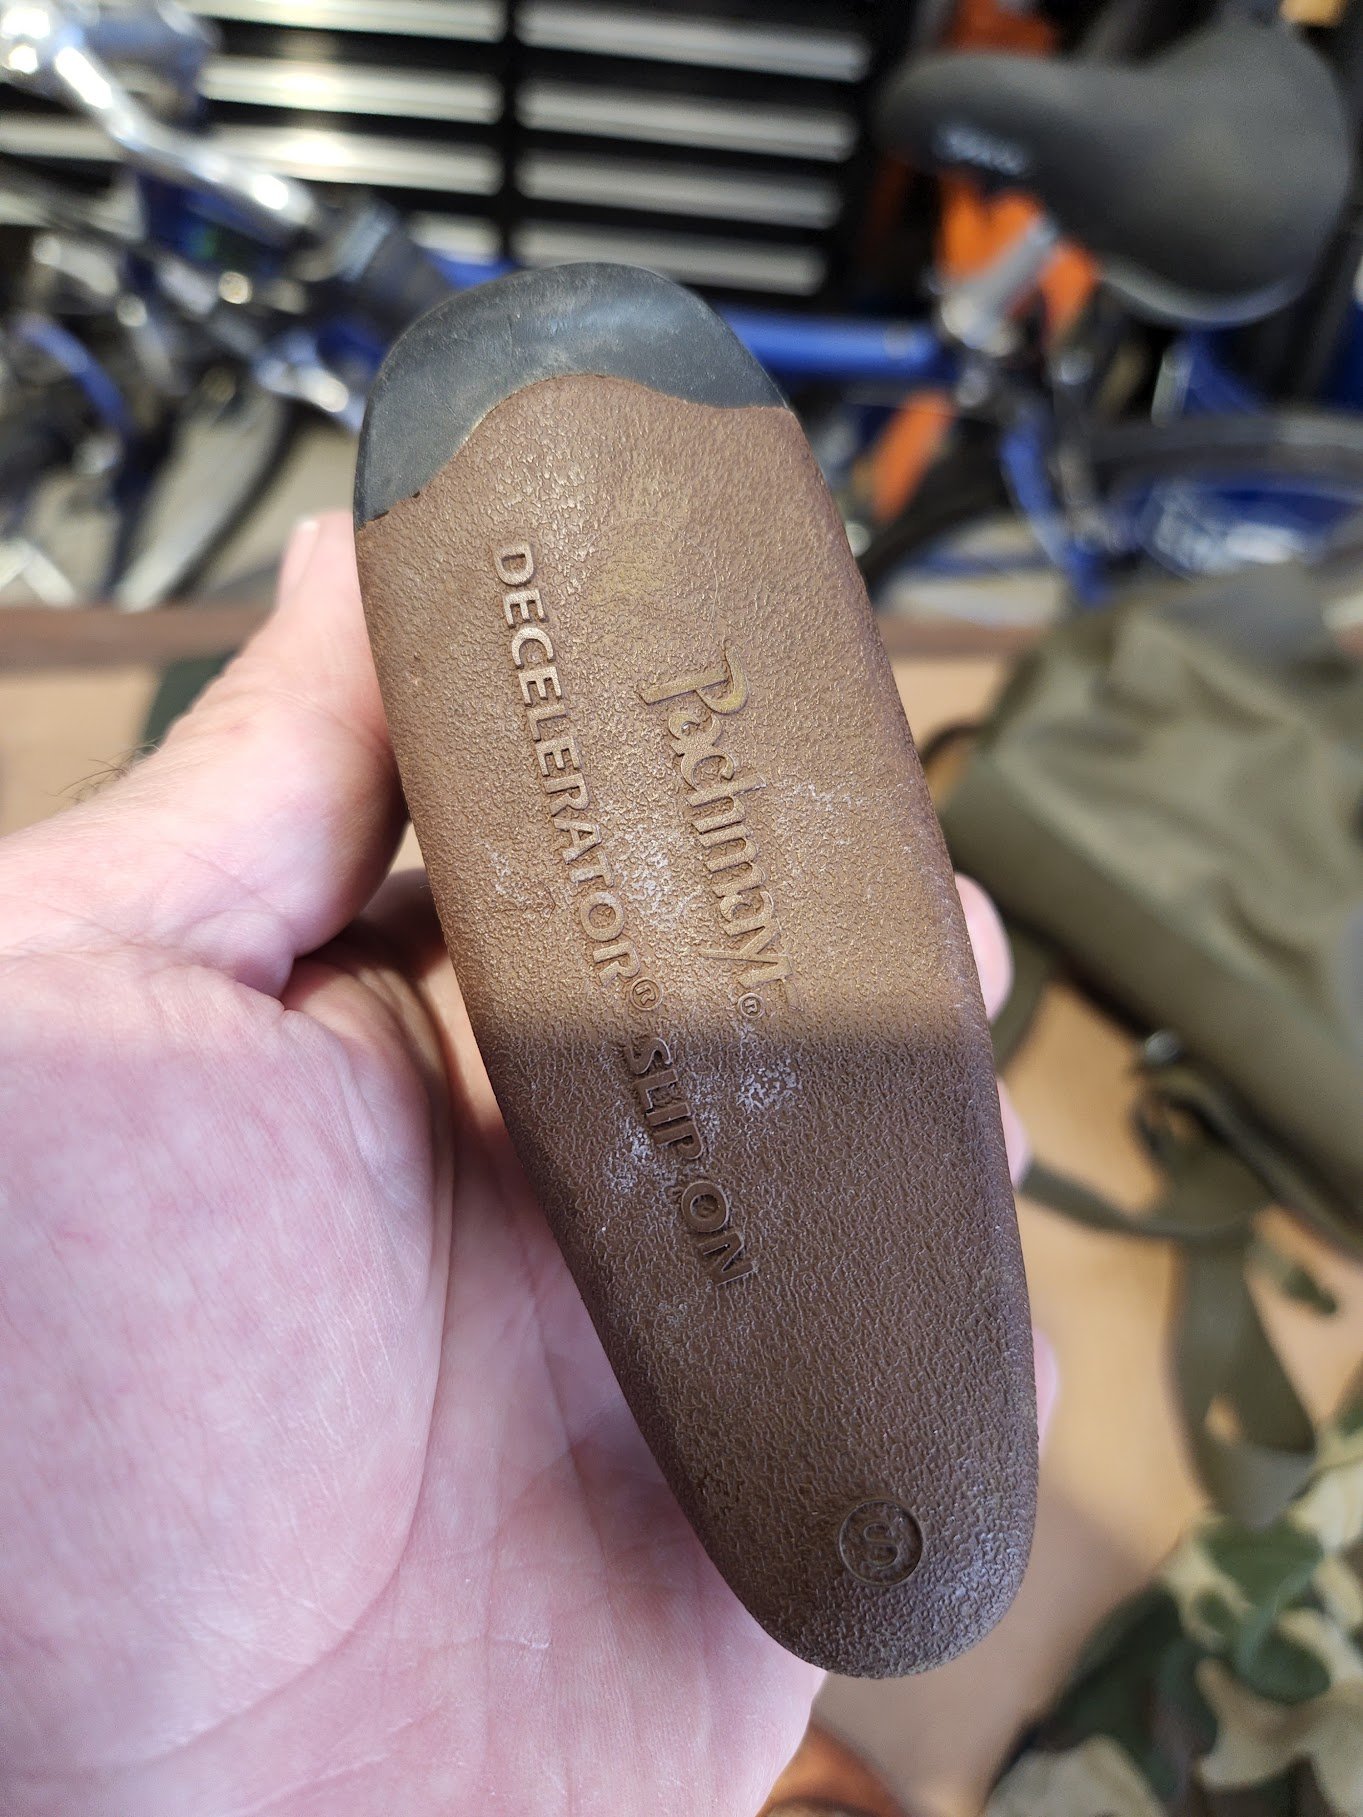 Pachmayr®
DECELERATOR® SLIP ON
S